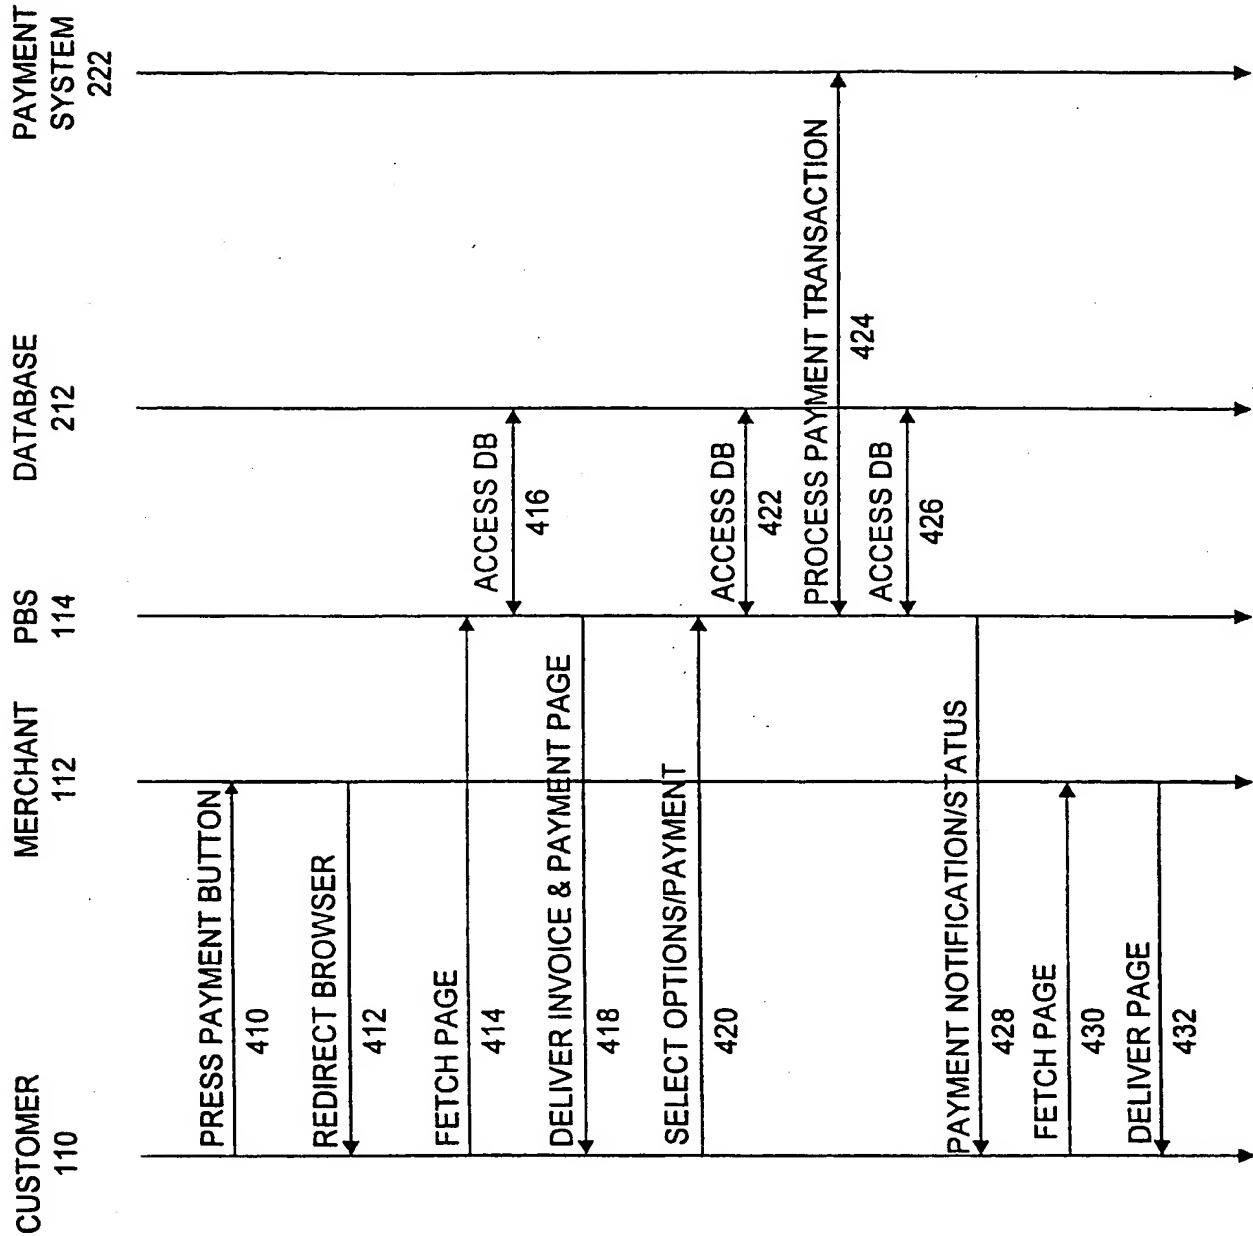 CUSTOMER
110
MERCHANT
112
PBS
114
DATABASE
212
PAYMENT
SYSTEM
222
PRESS PAYMENT BUTTON
410
REDIRECT BROWSER
412
FETCH PAGE
414
ACCESS DB
416
DELIVER INVOICE & PAYMENT PAGE
418
SELECT OPTIONS/PAYMENT
420
ACCESS DB
422
PROCESS PAYMENT TRANSACTION
424
ACCESS DB
426
PAYMENT NOTIFICATION/STATUS
428
FETCH PAGE
430
DELIVER PAGE
432